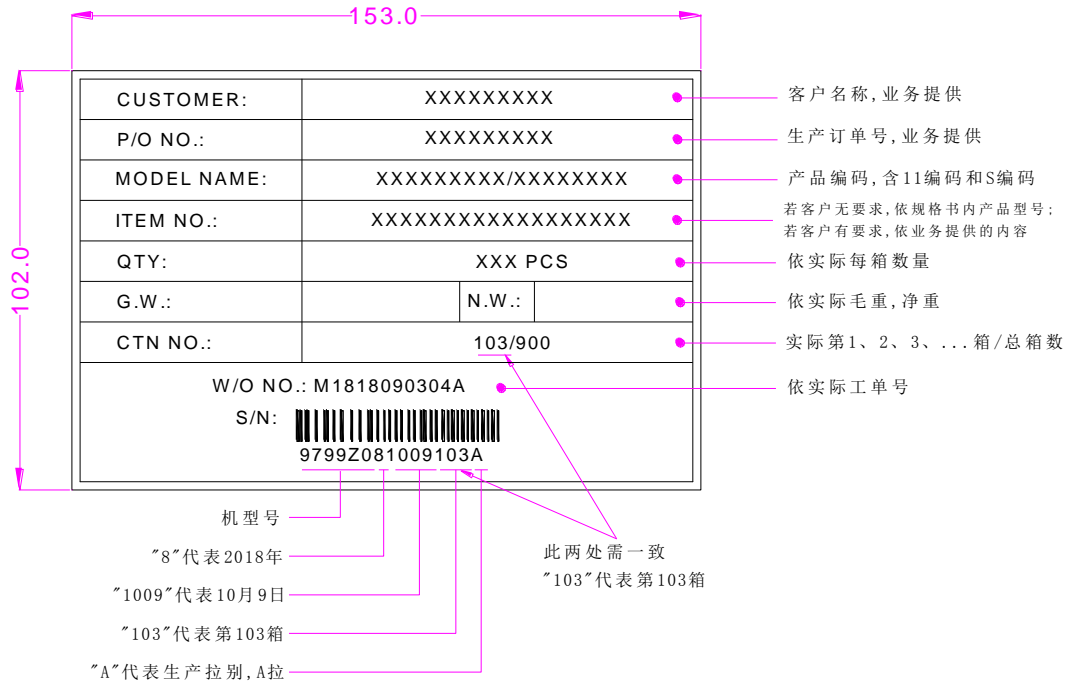 153.0
102.0
CUSTOMER: XXXXXXXXX 客户名称,业务提供
P/O NO.: XXXXXXXXX 生产订单号,业务提供
MODEL NAME: XXXXXXXXX/XXXXXXXX 产品编码,含11编码和S编码
ITEM NO.: XXXXXXXXXXXXXXXXXX 若客户无要求,依规格书内产品型号;
若客户有要求,依业务提供的内容
QTY: XXX PCS 依实际每箱数量
G.W.: N.W.: 依实际毛重,净重
CTN NO.: 103/900 实际第1、2、3、...箱/总箱数
W/O NO.: M1818090304A 依实际工单号
S/N:
9799Z081009103A
机型号
"8"代表2018年
"1009"代表10月9日
"103"代表第103箱
"A"代表生产拉别,A拉
此两处需一致
"103"代表第103箱